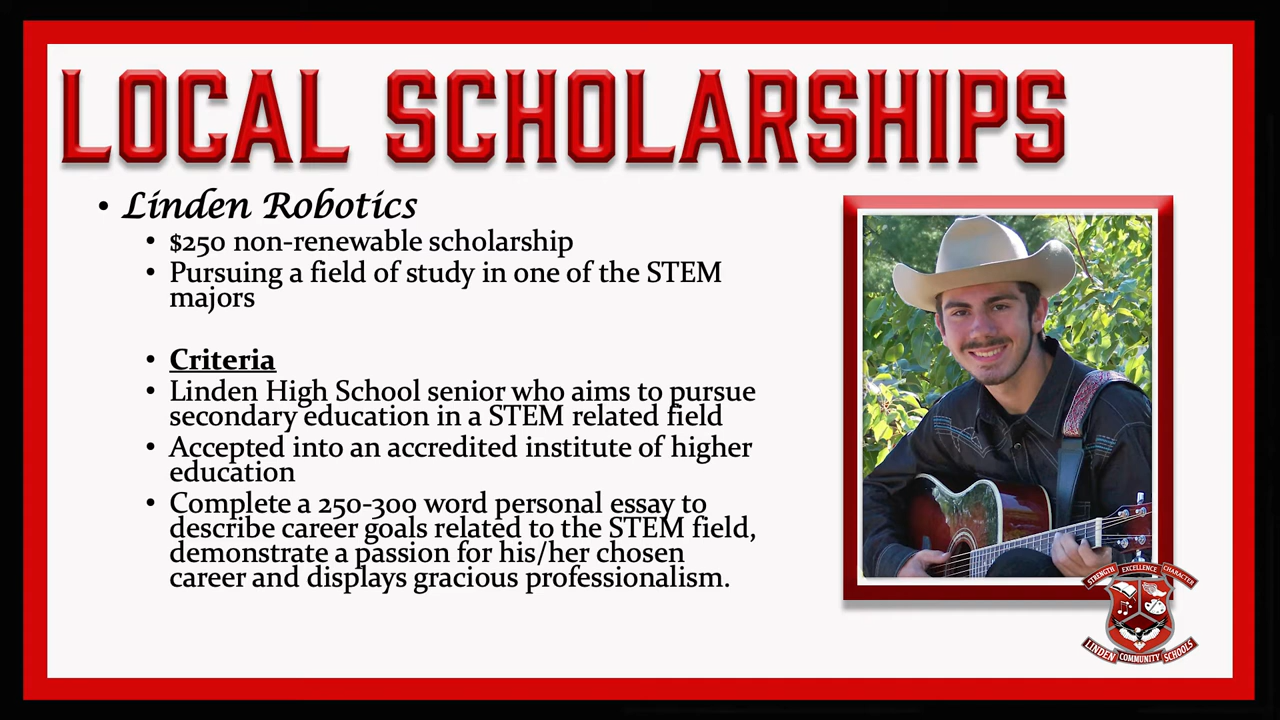 LOCAL SCHOLARSHIPS
• Linden Robotics
• $250 non-renewable scholarship
• Pursuing a field of study in one of the STEM
majors
• Criteria
• Linden High School senior who aims to pursue
secondary education in a STEM related field
• Accepted into an accredited institute of higher
education
• Complete a 250-300 word personal essay to
describe career goals related to the STEM field,
demonstrate a passion for his/her chosen
career and displays gracious professionalism.
STRENGTH EXCELLENCE CHARACTER
LINDEN COMMUNITY SCHOOLS